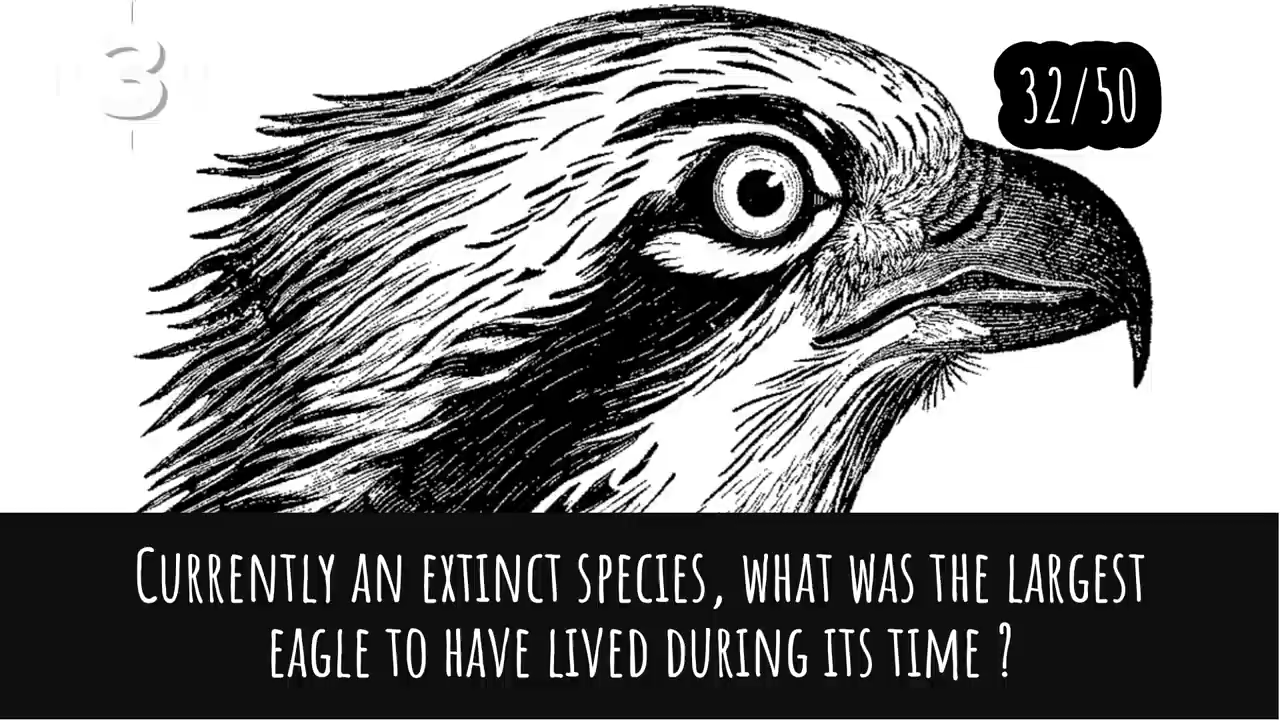 3
32/50
Currently an extinct species, what was the largest
eagle to have lived during its time ?